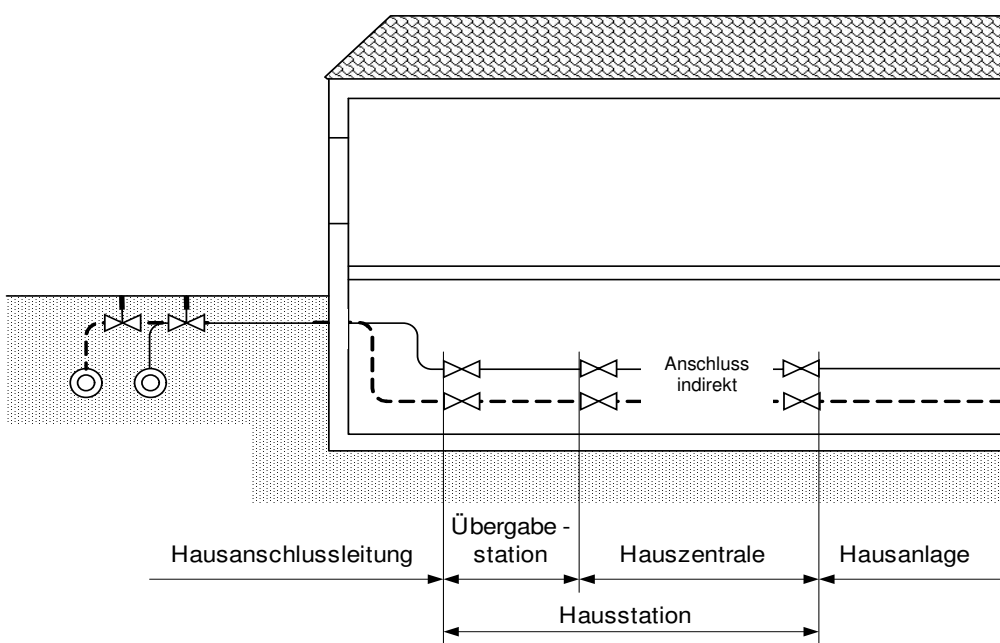 Anschluss
indirekt
Übergabe -
Hausanschlussleitung station Hauszentrale Hausanlage
Hausstation